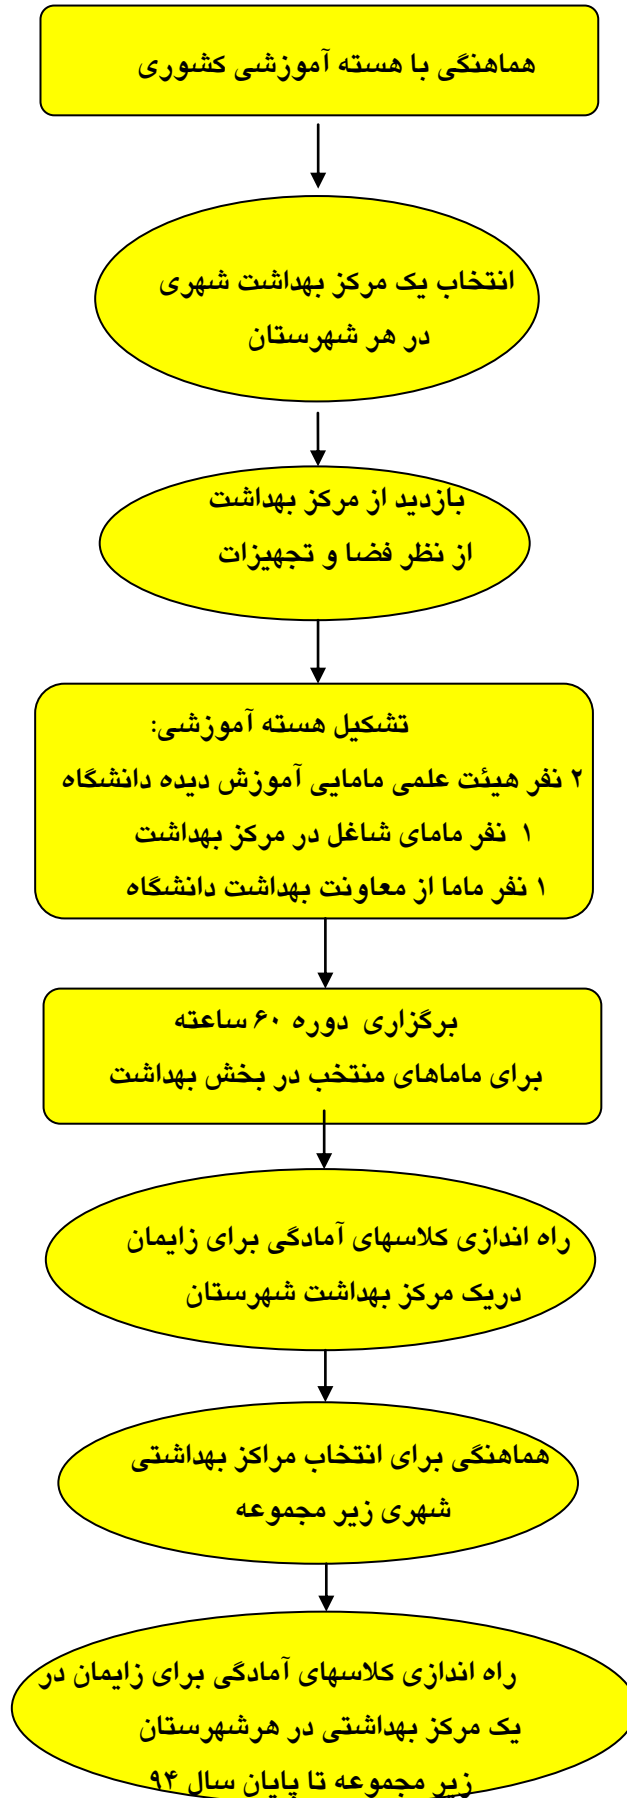 هماهنگی با هسته آموزشی کشوری
انتخاب یک مرکز بهداشت شهری
در هر شهرستان
بازدید از مرکز بهداشت
از نظر فضا و تجهیزات
تشکیل هسته آموزشی:
۲ نفر هیئت علمی مامایی آموزش دیده دانشگاه
۱ نفر مامای شاغل در مرکز بهداشت
۱ نفر ماما از معاونت بهداشت دانشگاه
برگزاری دوره ۶۰ ساعته
برای ماماهای منتخب در بخش بهداشت
راه اندازی کلاسهای آمادگی برای زایمان
دریک مرکز بهداشت شهرستان
هماهنگی برای انتخاب مراکز بهداشتی
شهری زیر مجموعه
راه اندازی کلاسهای آمادگی برای زایمان در
یک مرکز بهداشتی در هرشهرستان
زیر مجموعه تا پایان سال ۹۴